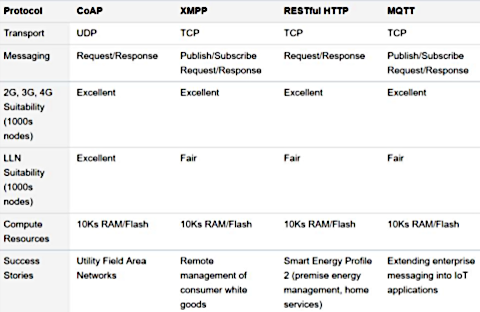 Protocol CoAP XMPP RESTful HTTP MQTT
Transport UDP TCP TCP TCP
Messaging Request/Response Publish/Subscribe Request/Response Publish/Subscribe
Request/Response Request/Response
2G, 3G, 4G Excellent Excellent Excellent Excellent
Suitability
(1000s
nodes)
LLN Excellent Fair Fair Fair
Suitability
(1000s
nodes)
Compute 10Ks RAM/Flash 10Ks RAM/Flash 10Ks RAM/Flash 10Ks RAM/Flash
Resources
Success Utility Field Area Remote Smart Energy Profile Extending enterprise
Stories Networks management of 2 (premise energy messaging into IoT
consumer white management, home applications
goods services)